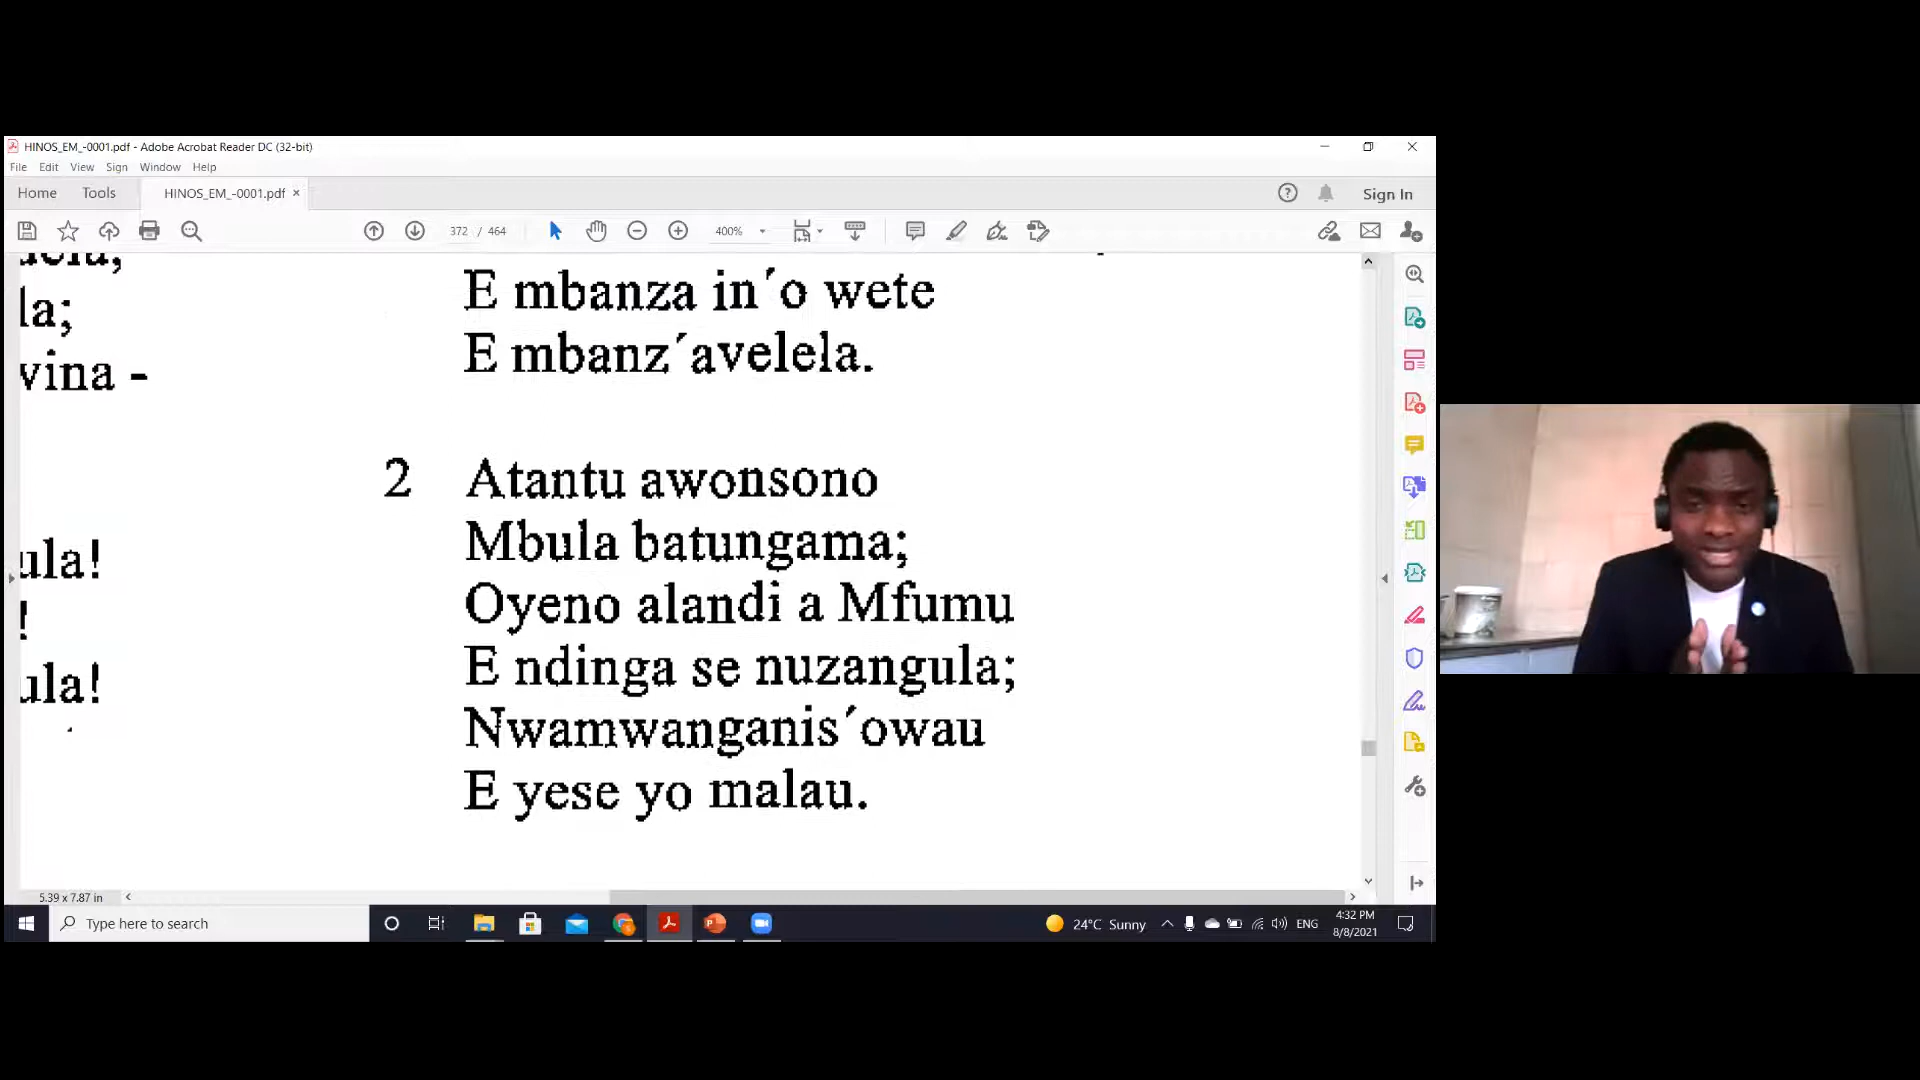 HINOS_EM_-0001.pdf - Adobe Acrobat Reader DC (32-bit)
File Edit View Sign Window Help
Home Tools HINOS_EM_-0001.pdf × Sign In
372 / 464 400%
la;
vina -
ula!
!
ula!
E mbanza in´o wete
E mbanz´avelela.
2 Atantu awonsono
Mbula batungama;
Oyeno alandi a Mfumu
E ndinga se nuzangula;
Nwamwanganis´owau
E yese yo malau.
5.39 x 7.87 in
Type here to search
24°C Sunny
ENG
4:32 PM
8/8/2021